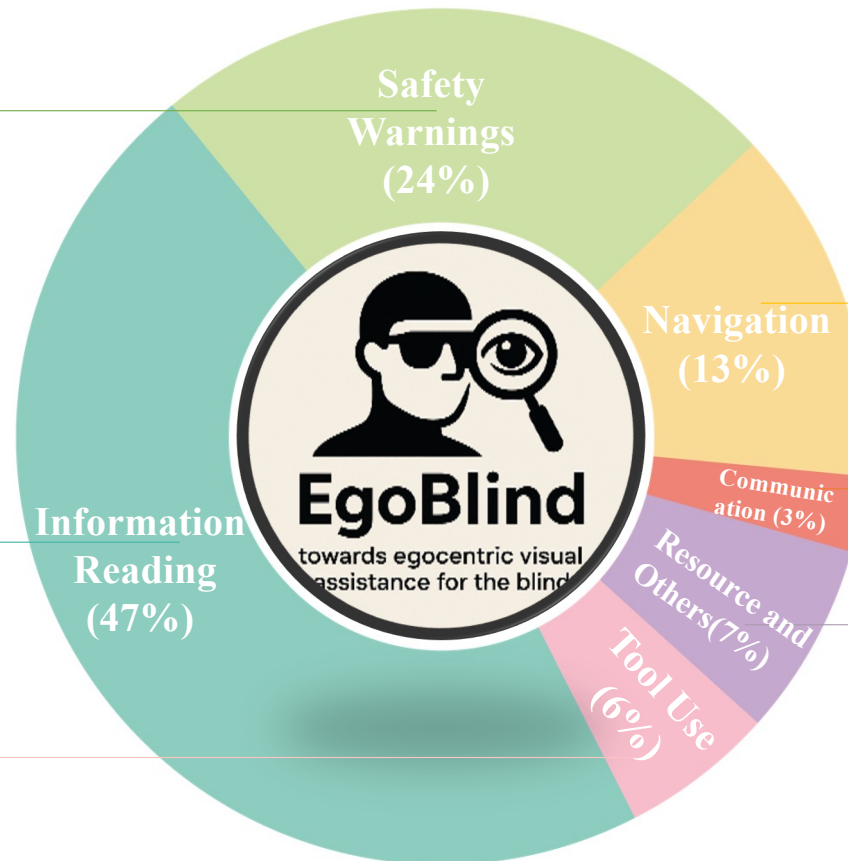 Safety
Warnings
(24%)
Navigation
(13%)
Communic
ation (3%)
Resource and
Others(7%)
Tool Use
(6%)
Information
Reading
(47%)
EgoBlind
towards egocentric visual
assistance for the blind